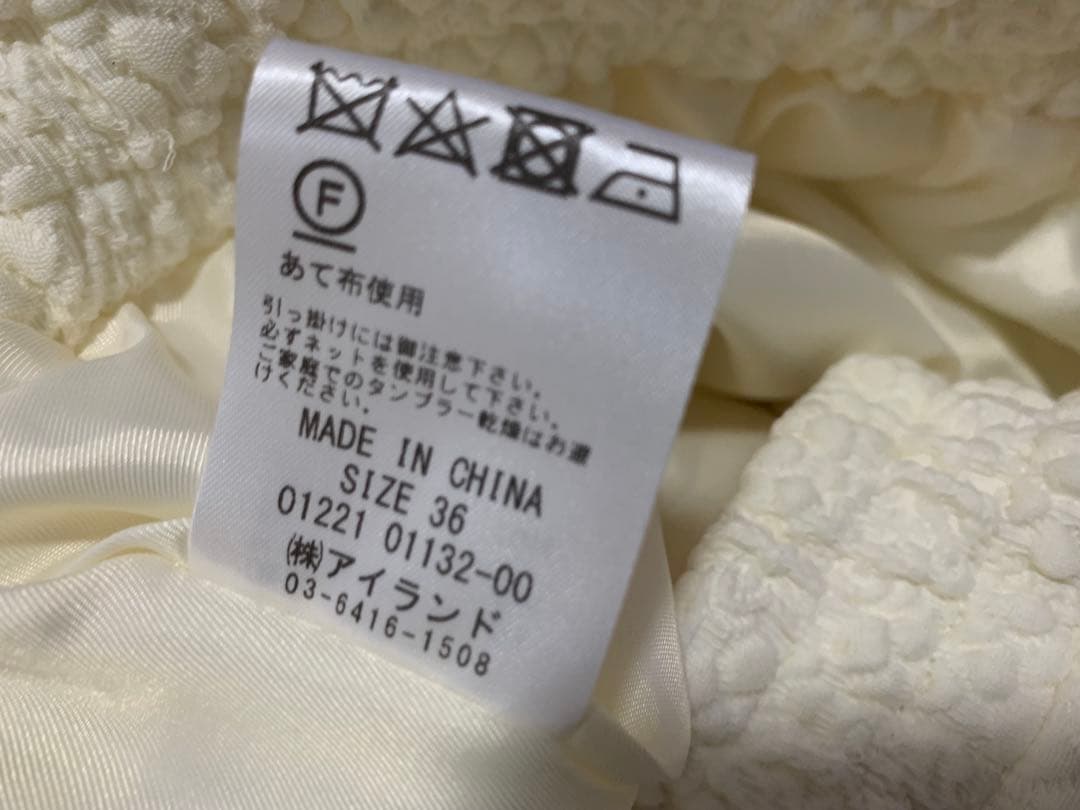 F
あて布使用
引っ掛けには御注意下さい。
必ずネットを使用して下さい。
ご家庭でのタンブラー乾燥はお避
けください。
MADE IN CHINA
SIZE 36
01221 01132-00
㈱アイランド
03-6416-1508